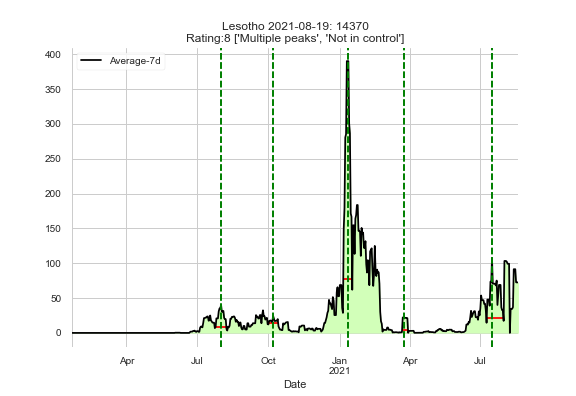 Lesotho 2021-08-19: 14370
Rating:8 ['Multiple peaks', 'Not in control']
400
Average-7d
350
300
250
200
150
100
50
0
Apr Jul Oct Jan Apr Jul
2021
Date